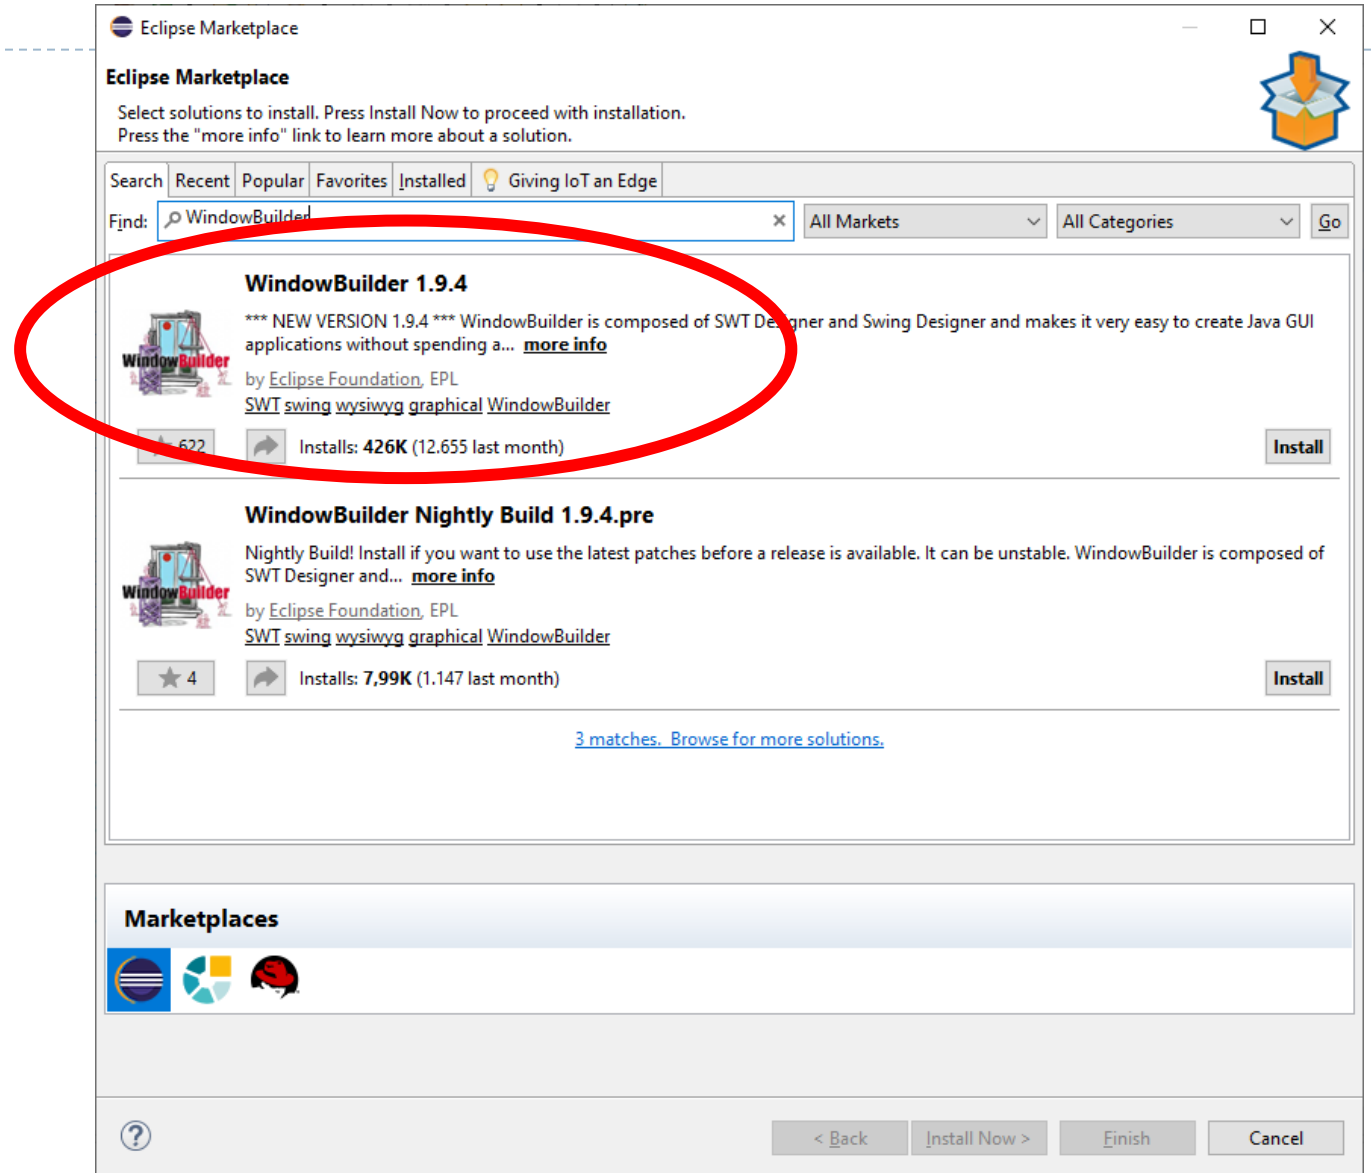 Eclipse Marketplace
Eclipse Marketplace
Select solutions to install. Press Install Now to proceed with installation.
Press the "more info" link to learn more about a solution.
Search Recent Popular Favorites Installed Giving IoT an Edge
Find: WindowBuilder All Markets All Categories Go
WindowBuilder 1.9.4
*** NEW VERSION 1.9.4 *** WindowBuilder is composed of SWT Designer and Swing Designer and makes it very easy to create Java GUI
applications without spending a... more info
WindowBuilder
by Eclipse Foundation, EPL
SWT swing wysiwyg graphical WindowBuilder
622 Installs: 426K (12.655 last month) Install
WindowBuilder Nightly Build 1.9.4.pre
Nightly Build! Install if you want to use the latest patches before a release is available. It can be unstable. WindowBuilder is composed of
SWT Designer and... more info
WindowBuilder
by Eclipse Foundation, EPL
SWT swing wysiwyg graphical WindowBuilder
4 Installs: 7,99K (1.147 last month) Install
3 matches. Browse for more solutions.
Marketplaces
? < Back Install Now > Finish Cancel